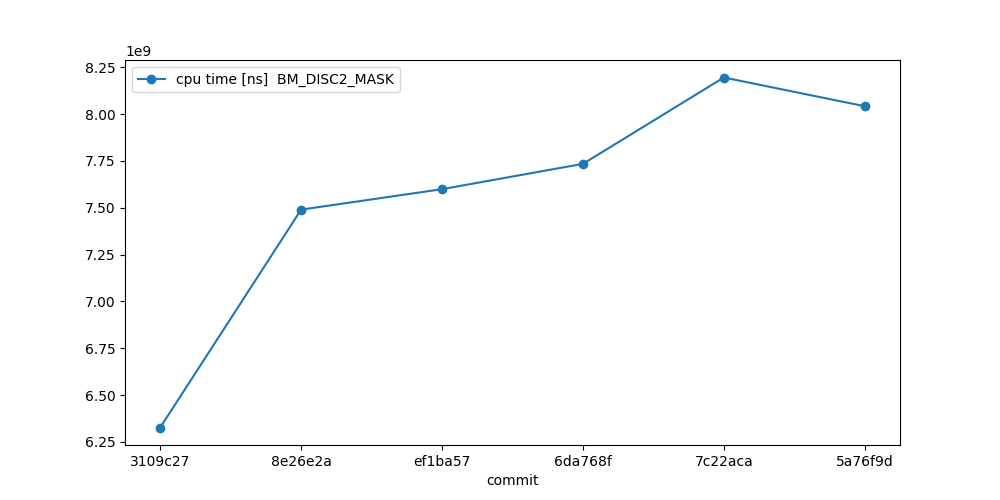 1e9
cpu time [ns]  BM_DISC2_MASK
8.25
8.00
7.75
7.50
7.25
7.00
6.75
6.50
6.25
3109c27 8e26e2a ef1ba57 6da768f 7c22aca 5a76f9d
commit